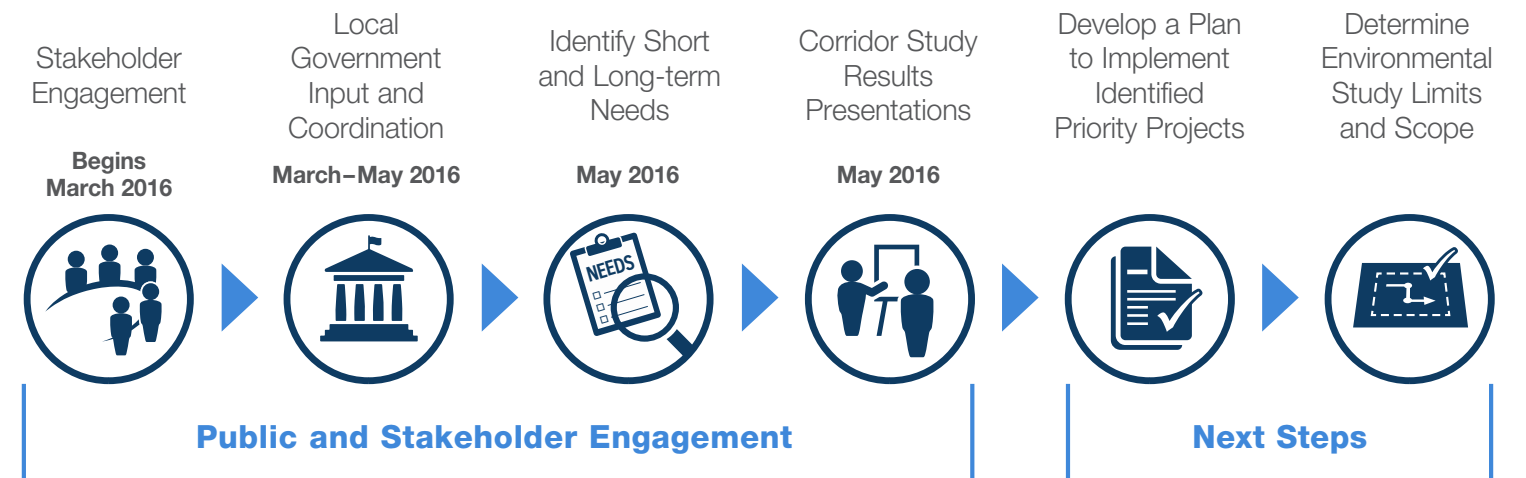 Stakeholder
Engagement
Begins
March 2016
Local
Government
Input and
Coordination
March–May 2016
Identify Short
and Long-term
Needs
May 2016
Corridor Study
Results
Presentations
May 2016
Develop a Plan
to Implement
Identified
Priority Projects
Determine
Environmental
Study Limits
and Scope
NEEDS
Public and Stakeholder Engagement
Next Steps